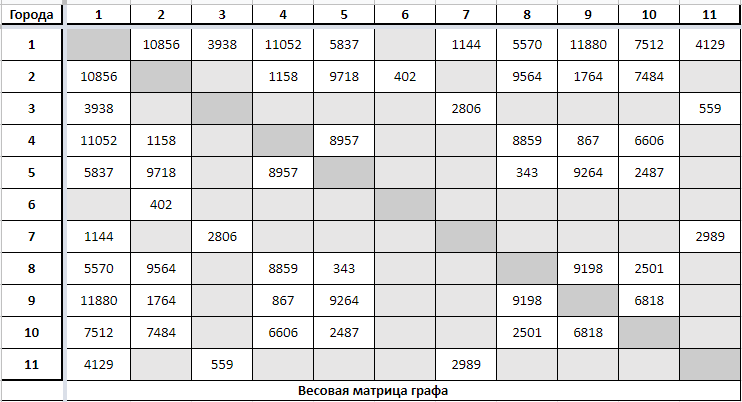 Города 1 2 3 4 5 6 7 8 9 10 11
1 10856 3938 11052 5837 1144 5570 11880 7512 4129
2 10856 1158 9718 402 9564 1764 7484
3 3938 2806 559
4 11052 1158 8957 8859 867 6606
5 5837 9718 8957 343 9264 2487
6 402
7 1144 2806 2989
8 5570 9564 8859 343 9198 2501
9 11880 1764 867 9264 9198 6818
10 7512 7484 6606 2487 2501 6818
11 4129 559 2989
Весовая матрица графа